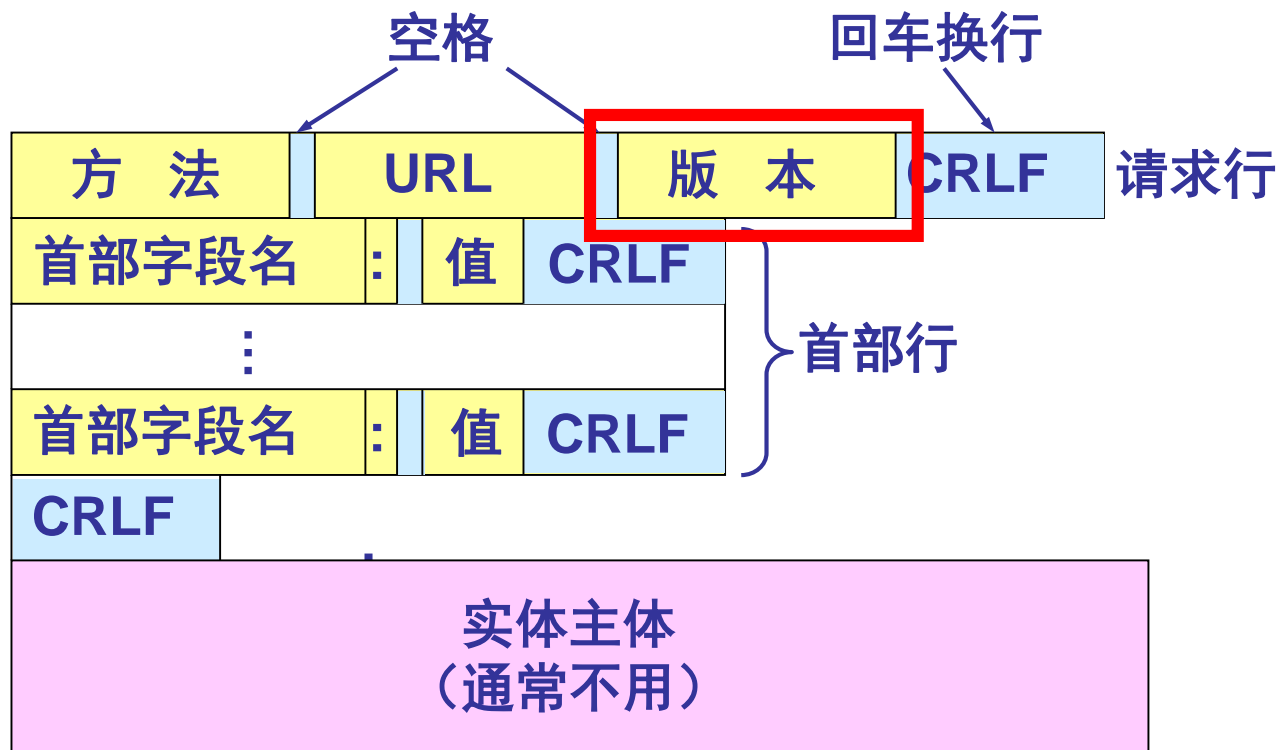 空格 回车换行
方 法 URL 版 本 CRLF 请求行
首部字段名 : 值 CRLF
⋮ 首部行
首部字段名 : 值 CRLF
CRLF
实体主体
（通常不用）